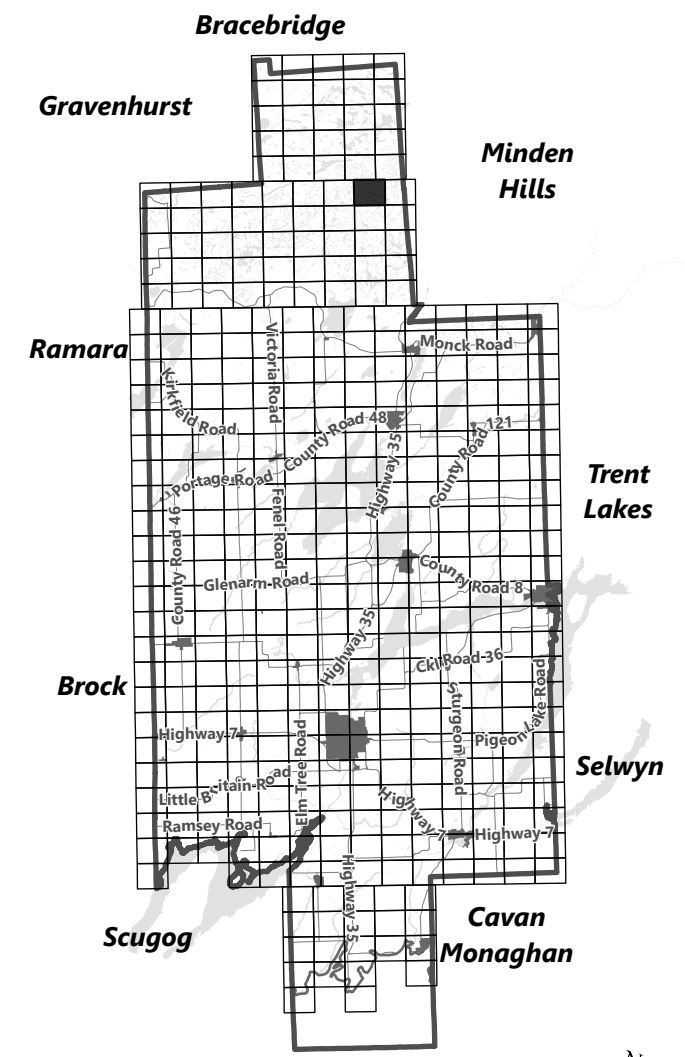 Bracebridge
Gravenhurst
Minden
Hills
Ramara
Victoria Road
Monck Road
Kirkfield Road
County Road 48
Highway 35
County Road 121
Portage Road
Trent
Lakes
County Road 46
Fenel Road
Glenarm Road
County Road 8
Highway 35
Ckl Road 36
Brock
Sturgeon Road
Pigeon Lake Road
Highway 7
Elm Tree Road
Selwyn
Little Britain Road
Highway 7
Highway 7
Ramsey Road
Highway 35
Scugog
Cavan
Monaghan
N